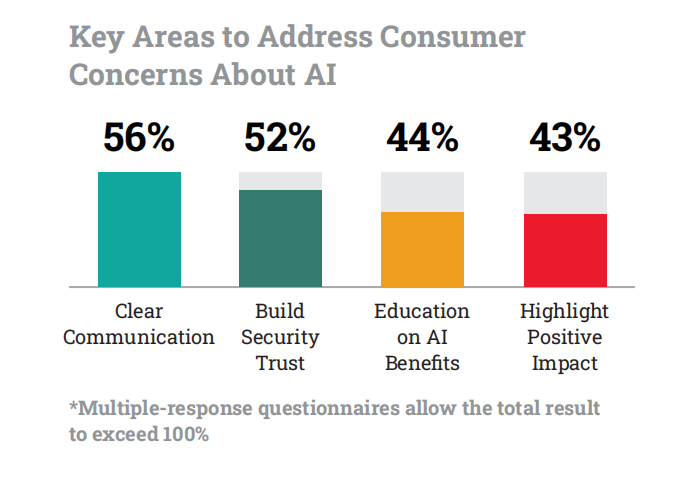 Key Areas to Address Consumer
Concerns About AI
56% 52% 44% 43%
Clear
Communication
Build
Security
Trust
Education
on AI
Benefits
Highlight
Positive
Impact
*Multiple-response questionnaires allow the total result
to exceed 100%